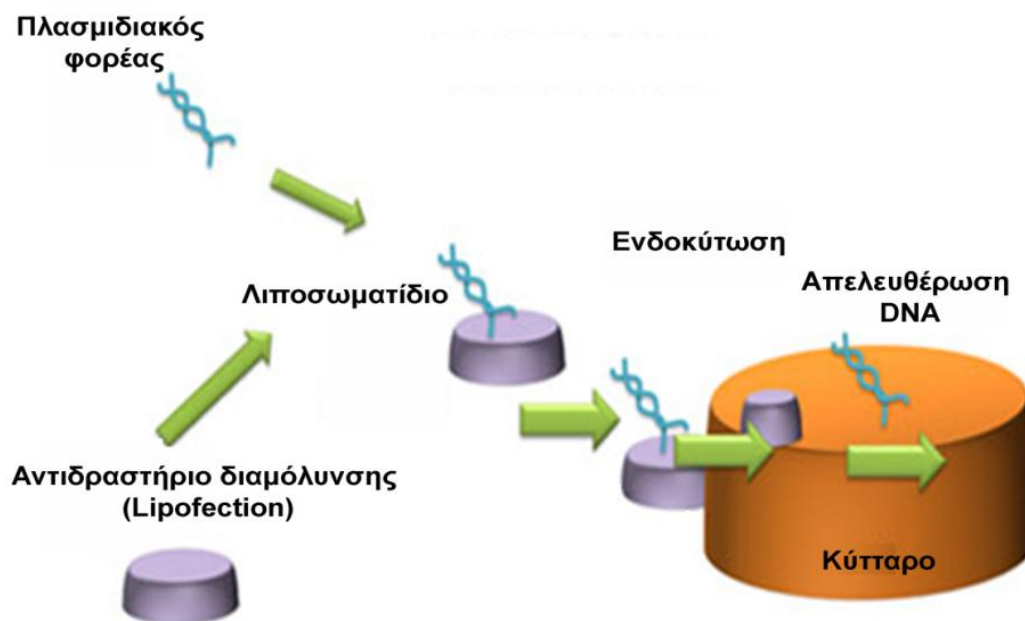 Πλασμιδιακός
φορέας
Ενδοκύτωση
Απελευθέρωση
DNA
Λιποσωματίδιο
Αντιδραστήριο διαμόλυνσης
(Lipofection)
Κύτταρο